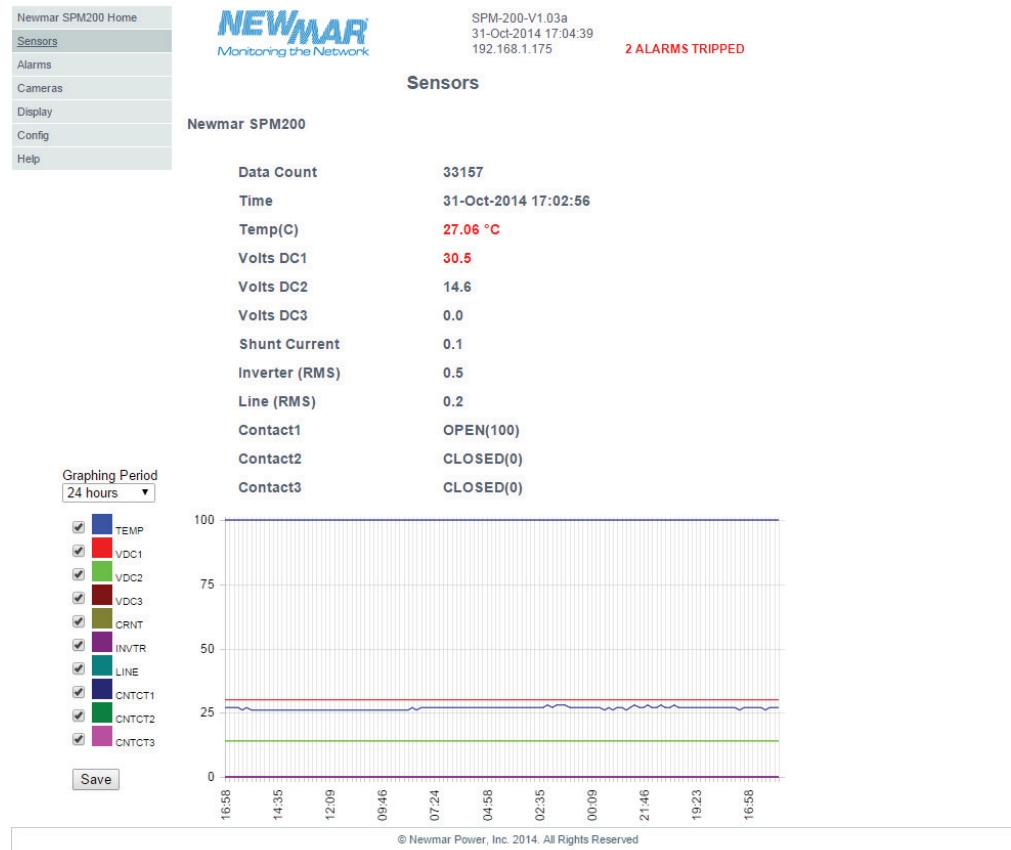 Newmar SPM200 Home
Sensors
Alarms
Cameras
Display
Config
Help
NEWMAR
Monitoring the Network
SPM-200-V1.03a
31-Oct-2014 17:04:39
192.168.1.175
2 ALARMS TRIPPED
Sensors
Newmar SPM200
Data Count 33157
Time 31-Oct-2014 17:02:56
Temp(C) 27.06 °C
Volts DC1 30.5
Volts DC2 14.6
Volts DC3 0.0
Shunt Current 0.1
Inverter (RMS) 0.5
Line (RMS) 0.2
Contact1 OPEN(100)
Contact2 CLOSED(0)
Contact3 CLOSED(0)
Graphing Period
24 hours
TEMP
VDC1
VDC2
VDC3
CRNT
INVTR
LINE
CNTCT1
CNTCT2
CNTCT3
Save
100
75
50
25
0
16:58
14:35
12:09
09:46
07:24
04:58
02:35
00:09
21:46
19:23
16:58
© Newmar Power, Inc. 2014. All Rights Reserved